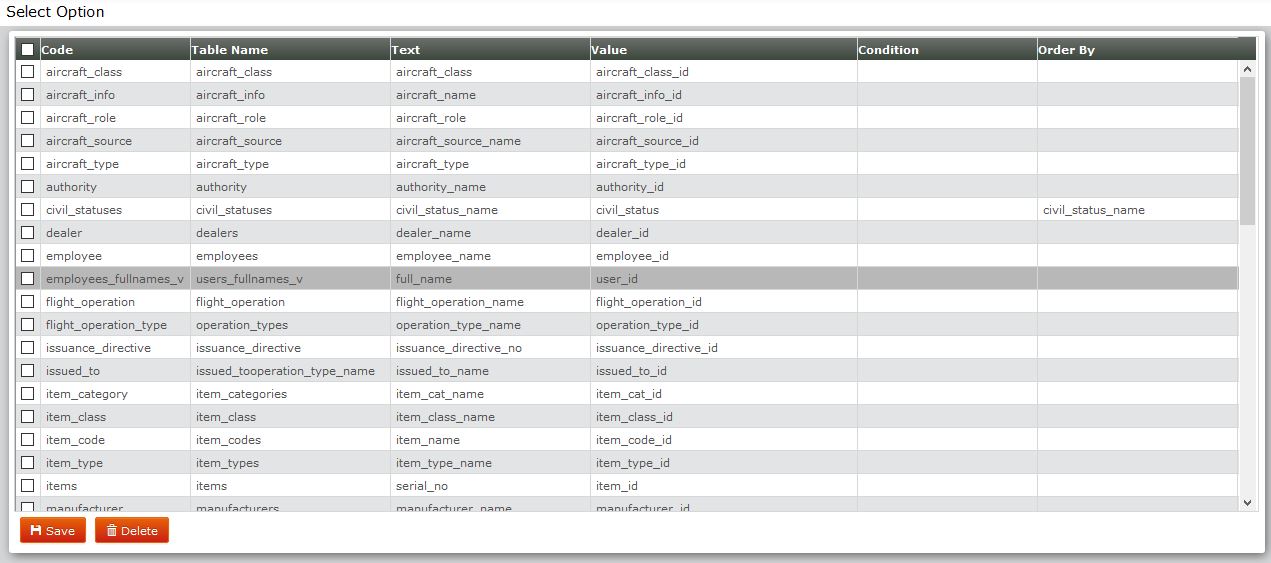 Select Option
Code Table Name Text Value Condition Order By
aircraft_class aircraft_class aircraft_class aircraft_class_id
aircraft_info aircraft_info aircraft_name aircraft_info_id
aircraft_role aircraft_role aircraft_role aircraft_role_id
aircraft_source aircraft_source aircraft_source_name aircraft_source_id
aircraft_type aircraft_type aircraft_type aircraft_type_id
authority authority authority_name authority_id
civil_statuses civil_statuses civil_status_name civil_status civil_status_name
dealer dealers dealer_name dealer_id
employee employees employee_name employee_id
employees_fullnames_v users_fullnames_v full_name user_id
flight_operation flight_operation flight_operation_name flight_operation_id
flight_operation_type operation_types operation_type_name operation_type_id
issuance_directive issuance_directive issuance_directive_no issuance_directive_id
issued_to issued_tooperation_type_name issued_to_name issued_to_id
item_category item_categories item_cat_name item_cat_id
item_class item_class item_class_name item_class_id
item_code item_codes item_name item_code_id
item_type item_types item_type_name item_type_id
items items serial_no item_id
manufacturer manufacturers manufacturer_name manufacturer_id
Save Delete